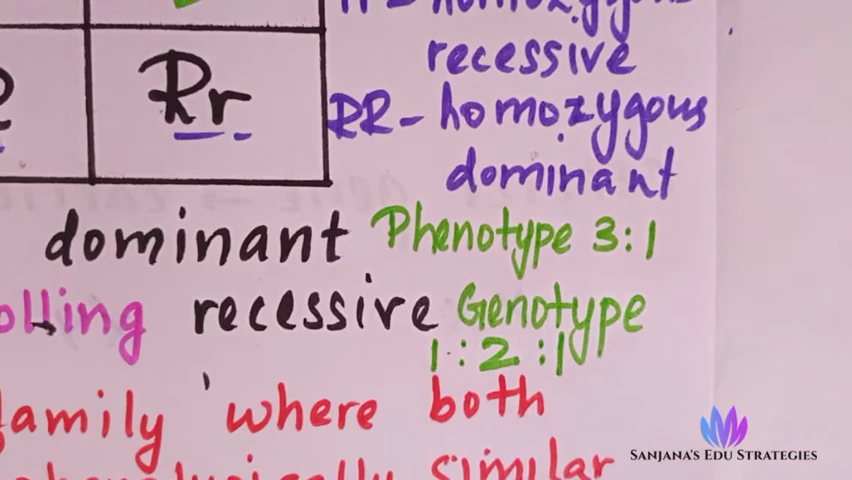 homozygous
recessive
Rr
RR - homozygous
dominant
dominant Phenotype 3:1
recessive Genotype
1:2:1
family where both
similar
SANJANA'S EDU STRATEGIES